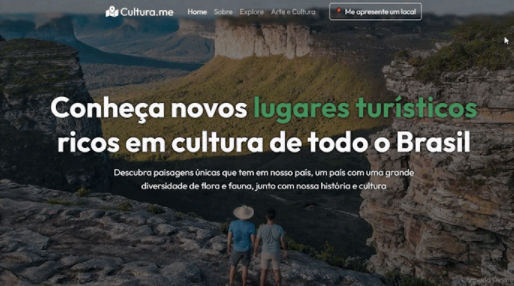 Cultura.me
Home Sobre Explore Arte e Cultura
Me apresente um local
Conheça novos lugares turísticos
ricos em cultura de todo o Brasil
Descubra paisagens únicas que tem em nosso país, um país com uma grande
diversidade de flora e fauna, junto com nossa história e cultura